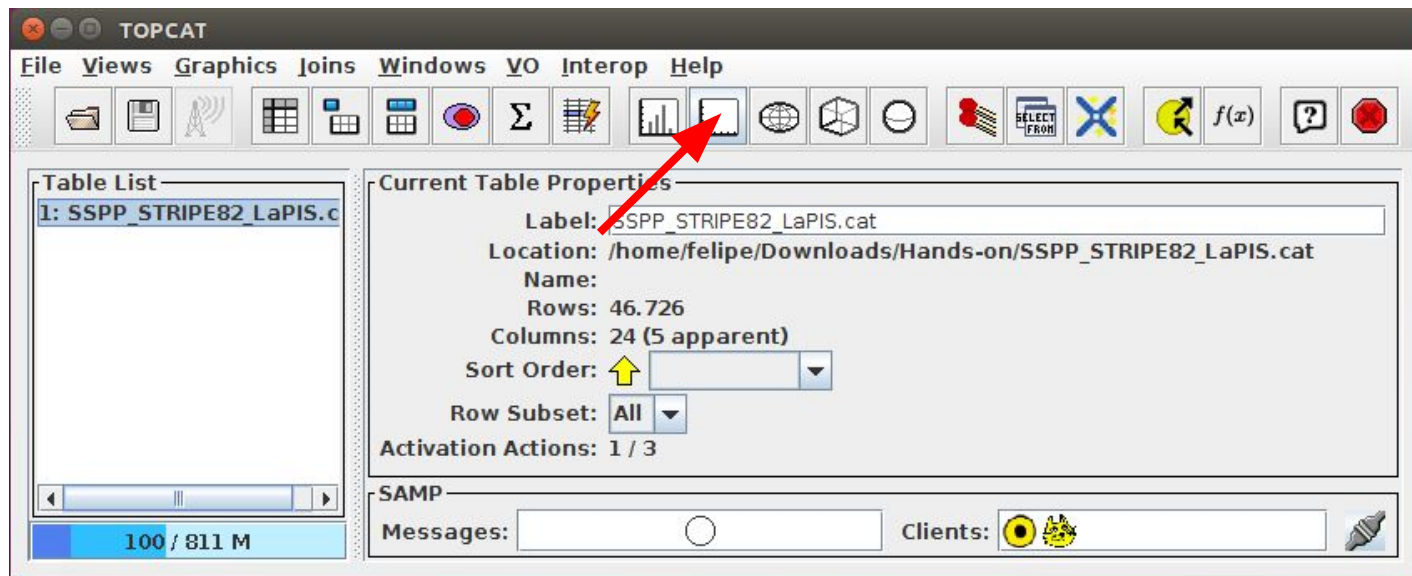 TOPCAT
File Views Graphics Joins Windows VO Interop Help
Σ SELECT FROM f(x) ?
Table List
1: SSPP_STRIPE82_LaPIS.c
100 / 811 M
Current Table Properties
Label: SSPP_STRIPE82_LaPIS.cat
Location: /home/felipe/Downloads/Hands-on/SSPP_STRIPE82_LaPIS.cat
Name:
Rows: 46.726
Columns: 24 (5 apparent)
Sort Order:
Row Subset: All
Activation Actions: 1 / 3
SAMP
Messages: Clients: